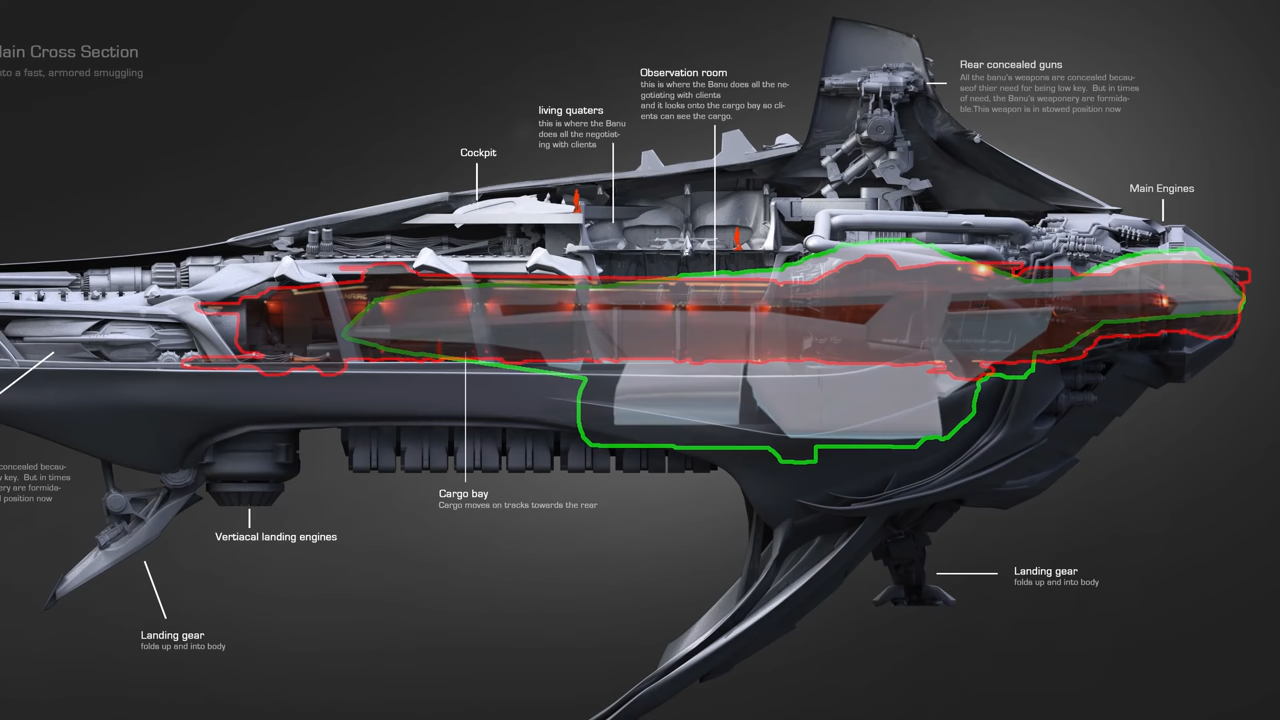 ain Cross Section
nto a fast, armored smuggling
Observation room
this is where the Banu does all the ne-
gotiating with clients
and it looks onto the cargo bay so cli-
ents can see the cargo.
Rear concealed guns
All the banu's weapons are concealed becau-
seof thier need for being low key. But in times
of need, the Banu's weaponery are formida-
ble.This weapon is in stowed position now
living quaters
this is where the Banu
does all the negotiat-
ing with clients
Cockpit
Main Engines
concealed becau-
key. But in times
ery are formida-
position now
Cargo bay
Cargo moves on tracks towards the rear
Vertiacal landing engines
Landing gear
folds up and into body
Landing gear
folds up and into body